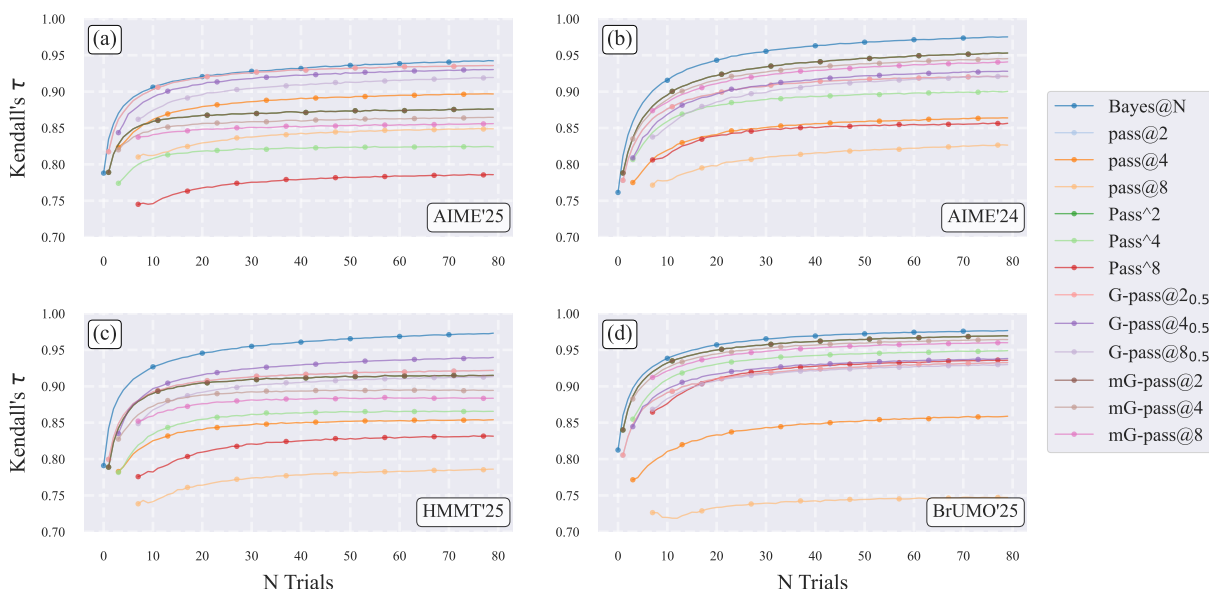 1.00 (a) 1.00 (b)
0.95 0.95
0.90 0.90
0.85 0.85
0.80 0.80
0.75 0.75
0.70 0.70
Kendall's τ
AIME'25 AIME'24
0 10 20 30 40 50 60 70 80 0 10 20 30 40 50 60 70 80
1.00 (c) 1.00 (d)
0.95 0.95
0.90 0.90
0.85 0.85
0.80 0.80
0.75 0.75
0.70 0.70
Kendall's τ
HMMT'25 BrUMO'25
0 10 20 30 40 50 60 70 80 0 10 20 30 40 50 60 70 80
N Trials N Trials
Bayes@N
pass@2
pass@4
pass@8
Pass^2
Pass^4
Pass^8
G-pass@2₀.₅
G-pass@4₀.₅
G-pass@8₀.₅
mG-pass@2
mG-pass@4
mG-pass@8